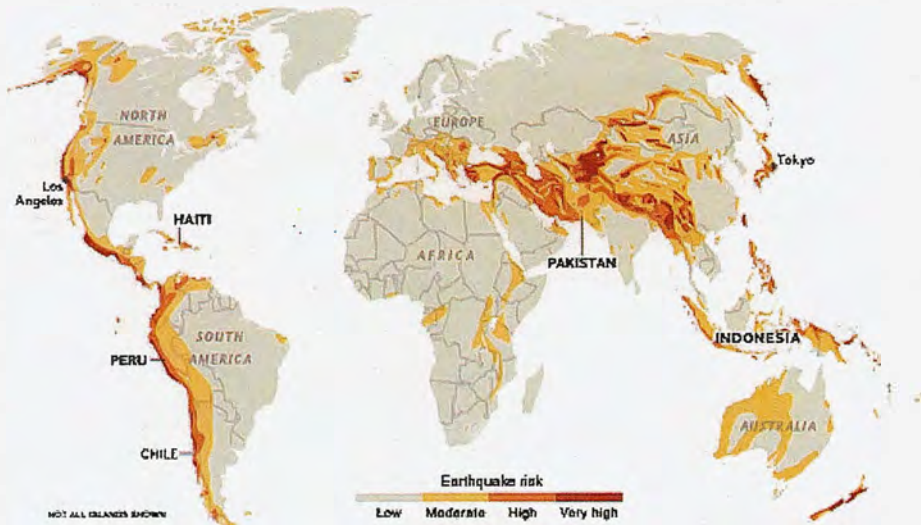 NORTH
AMERICA
EUROPE
ASIA
Tokyo
Los
Angeles
HAITI
AFRICA
PAKISTAN
SOUTH
AMERICA
PERU
INDONESIA
CHILE
AUSTRALIA
Earthquake risk
Low Moderate High Very high
NOT ALL ISLANDS SHOWN